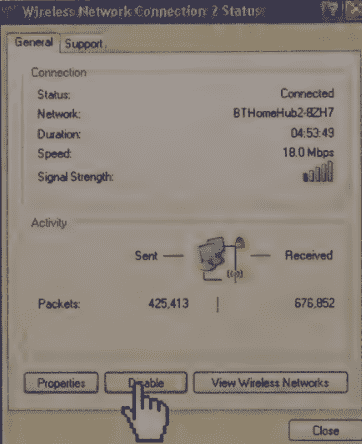 Wireless Network Connection 2 Status
General Support
Connection
Status: Connected
Network: BTHomeHub2-8ZH7
Duration: 04:53:49
Speed: 18.0 Mbps
Signal Strength:
Activity
Sent — Received
Packets: 425,413 | 676,852
Properties Disable View Wireless Networks
Close